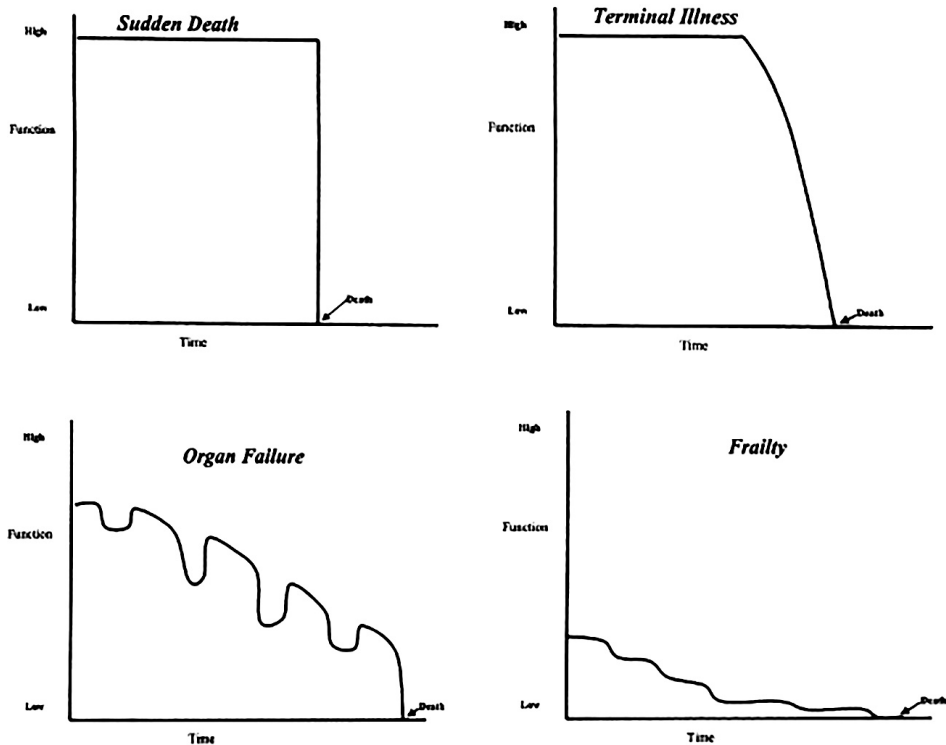 Sudden Death
High
Function
Low
Death
Time
Terminal Illness
High
Function
Low
Death
Time
Organ Failure
High
Function
Low
Death
Time
Frailty
High
Function
Low
Death
Time